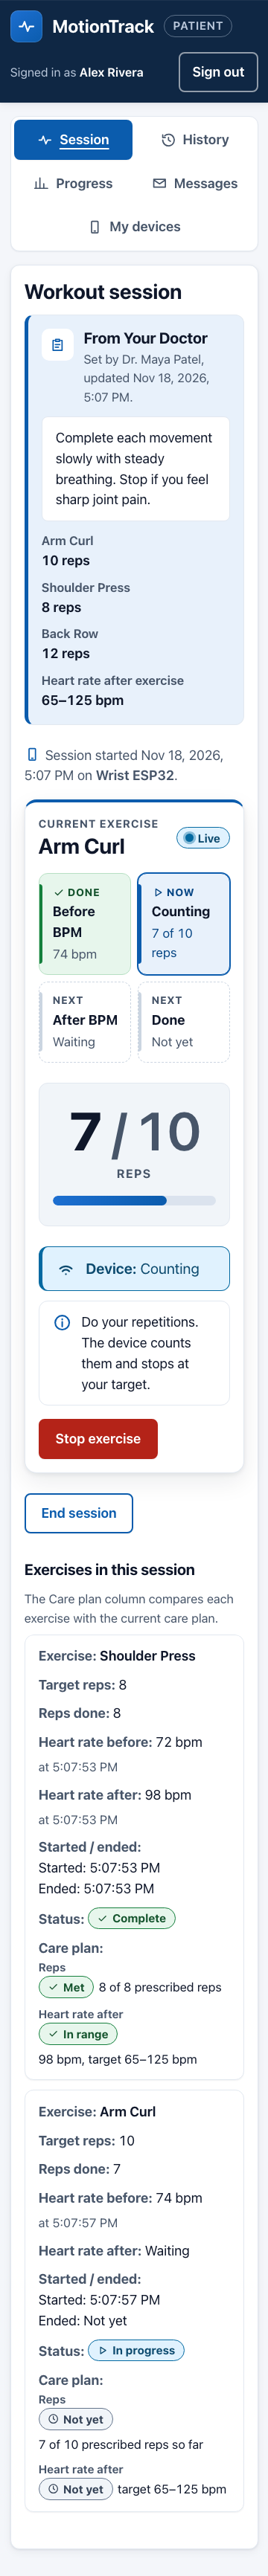 MotionTrack PATIENT
Signed in as Alex Rivera
Sign out
Session
History
Progress
Messages
My devices
Workout session
From Your Doctor
Set by Dr. Maya Patel,
updated Nov 18, 2026,
5:07 PM.
Complete each movement
slowly with steady
breathing. Stop if you feel
sharp joint pain.
Arm Curl
10 reps
Shoulder Press
8 reps
Back Row
12 reps
Heart rate after exercise
65–125 bpm
Session started Nov 18, 2026,
5:07 PM on Wrist ESP32.
CURRENT EXERCISE
Arm Curl
Live
DONE
Before
BPM
74 bpm
NOW
Counting
7 of 10
reps
NEXT
After BPM
Waiting
NEXT
Done
Not yet
7 / 10
REPS
Device: Counting
Do your repetitions.
The device counts
them and stops at
your target.
Stop exercise
End session
Exercises in this session
The Care plan column compares each
exercise with the current care plan.
Exercise: Shoulder Press
Target reps: 8
Reps done: 8
Heart rate before: 72 bpm
at 5:07:53 PM
Heart rate after: 98 bpm
at 5:07:53 PM
Started / ended:
Started: 5:07:53 PM
Ended: 5:07:53 PM
Status: Complete
Care plan:
Reps
Met 8 of 8 prescribed reps
Heart rate after
In range
98 bpm, target 65–125 bpm
Exercise: Arm Curl
Target reps: 10
Reps done: 7
Heart rate before: 74 bpm
at 5:07:57 PM
Heart rate after: Waiting
Started / ended:
Started: 5:07:57 PM
Ended: Not yet
Status: In progress
Care plan:
Reps
Not yet
7 of 10 prescribed reps so far
Heart rate after
Not yet target 65–125 bpm